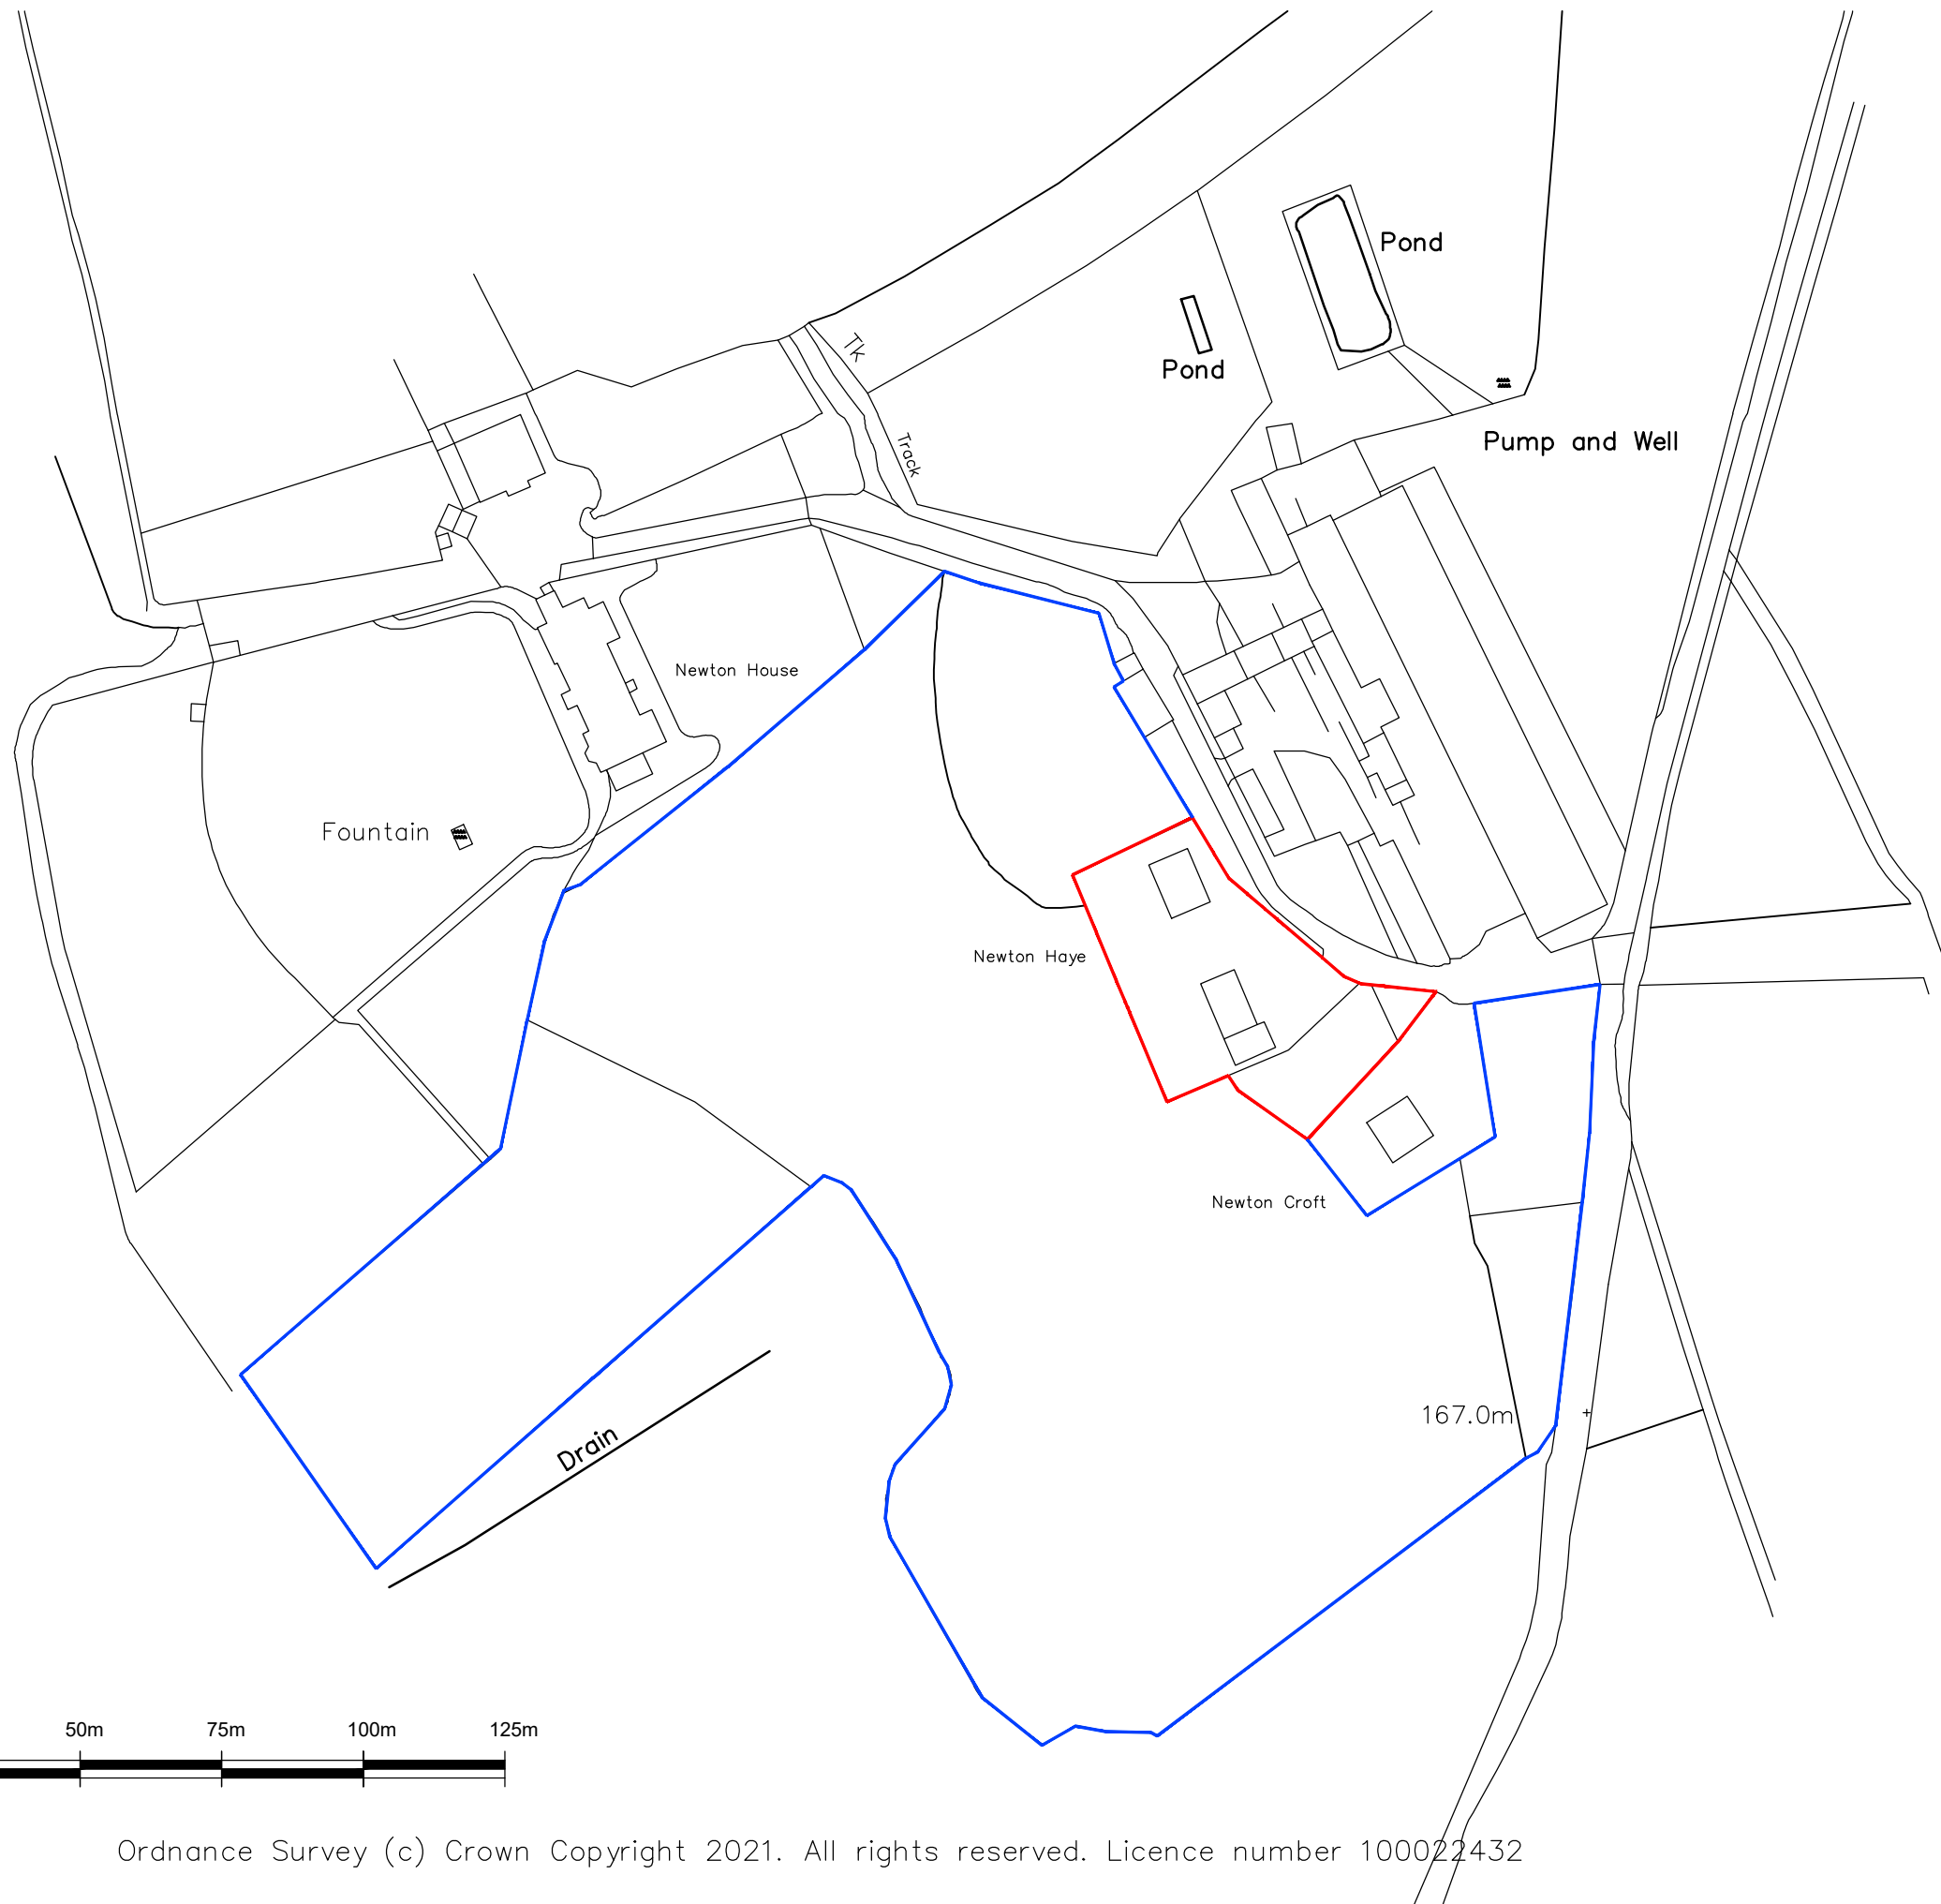 Pond
Tk
Pond
Track
Pump and Well
Newton House
Fountain
Newton Haye
Newton Croft
167.0m
Drain
50m 75m 100m 125m
Ordnance Survey (c) Crown Copyright 2021. All rights reserved. Licence number 100022432